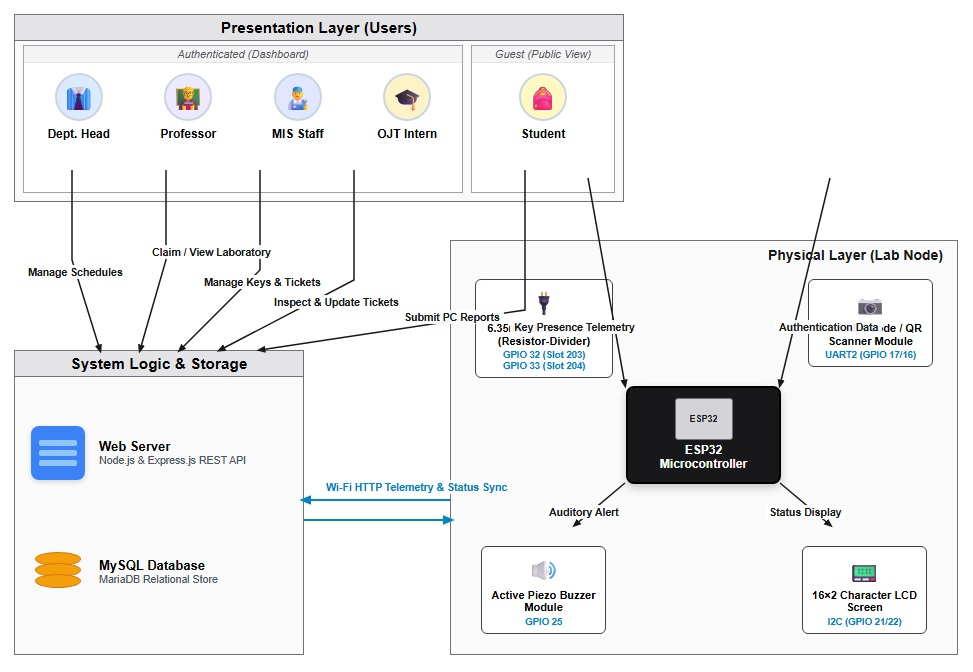 Presentation Layer (Users)
Authenticated (Dashboard)
Guest (Public View)
Dept. Head
Professor
MIS Staff
OJT Intern
Student
Manage Schedules
Claim / View Laboratory
Manage Keys & Tickets
Inspect & Update Tickets
Submit PC Reports
Physical Layer (Lab Node)
6.35
Key Presence Telemetry
(Resistor-Divider)
GPIO 32 (Slot 203)
GPIO 33 (Slot 204)
Authentication Data
/ QR
Scanner Module
UART2 (GPIO 17/16)
System Logic & Storage
Web Server
Node.js & Express.js REST API
MySQL Database
MariaDB Relational Store
Wi-Fi HTTP Telemetry & Status Sync
ESP32
ESP32
Microcontroller
Auditory Alert
Status Display
Active Piezo Buzzer
Module
GPIO 25
16×2 Character LCD
Screen
I2C (GPIO 21/22)